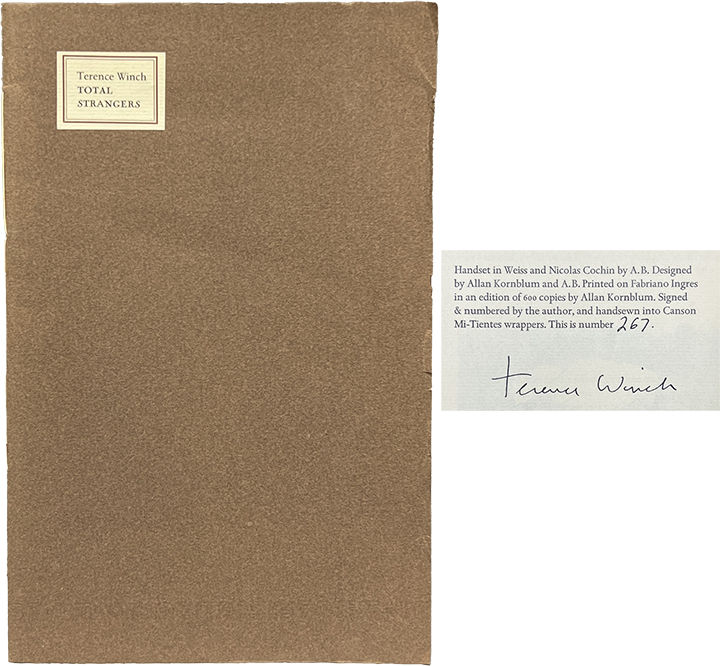 Terence Winch
TOTAL
STRANGERS
Handset in Weiss and Nicolas Cochin by A.B. Designed
by Allan Kornblum and A.B. Printed on Fabriano Ingres
in an edition of 600 copies by Allan Kornblum. Signed
& numbered by the author, and handsewn into Canson
Mi-Tientes wrappers. This is number 267.
Terence Winch